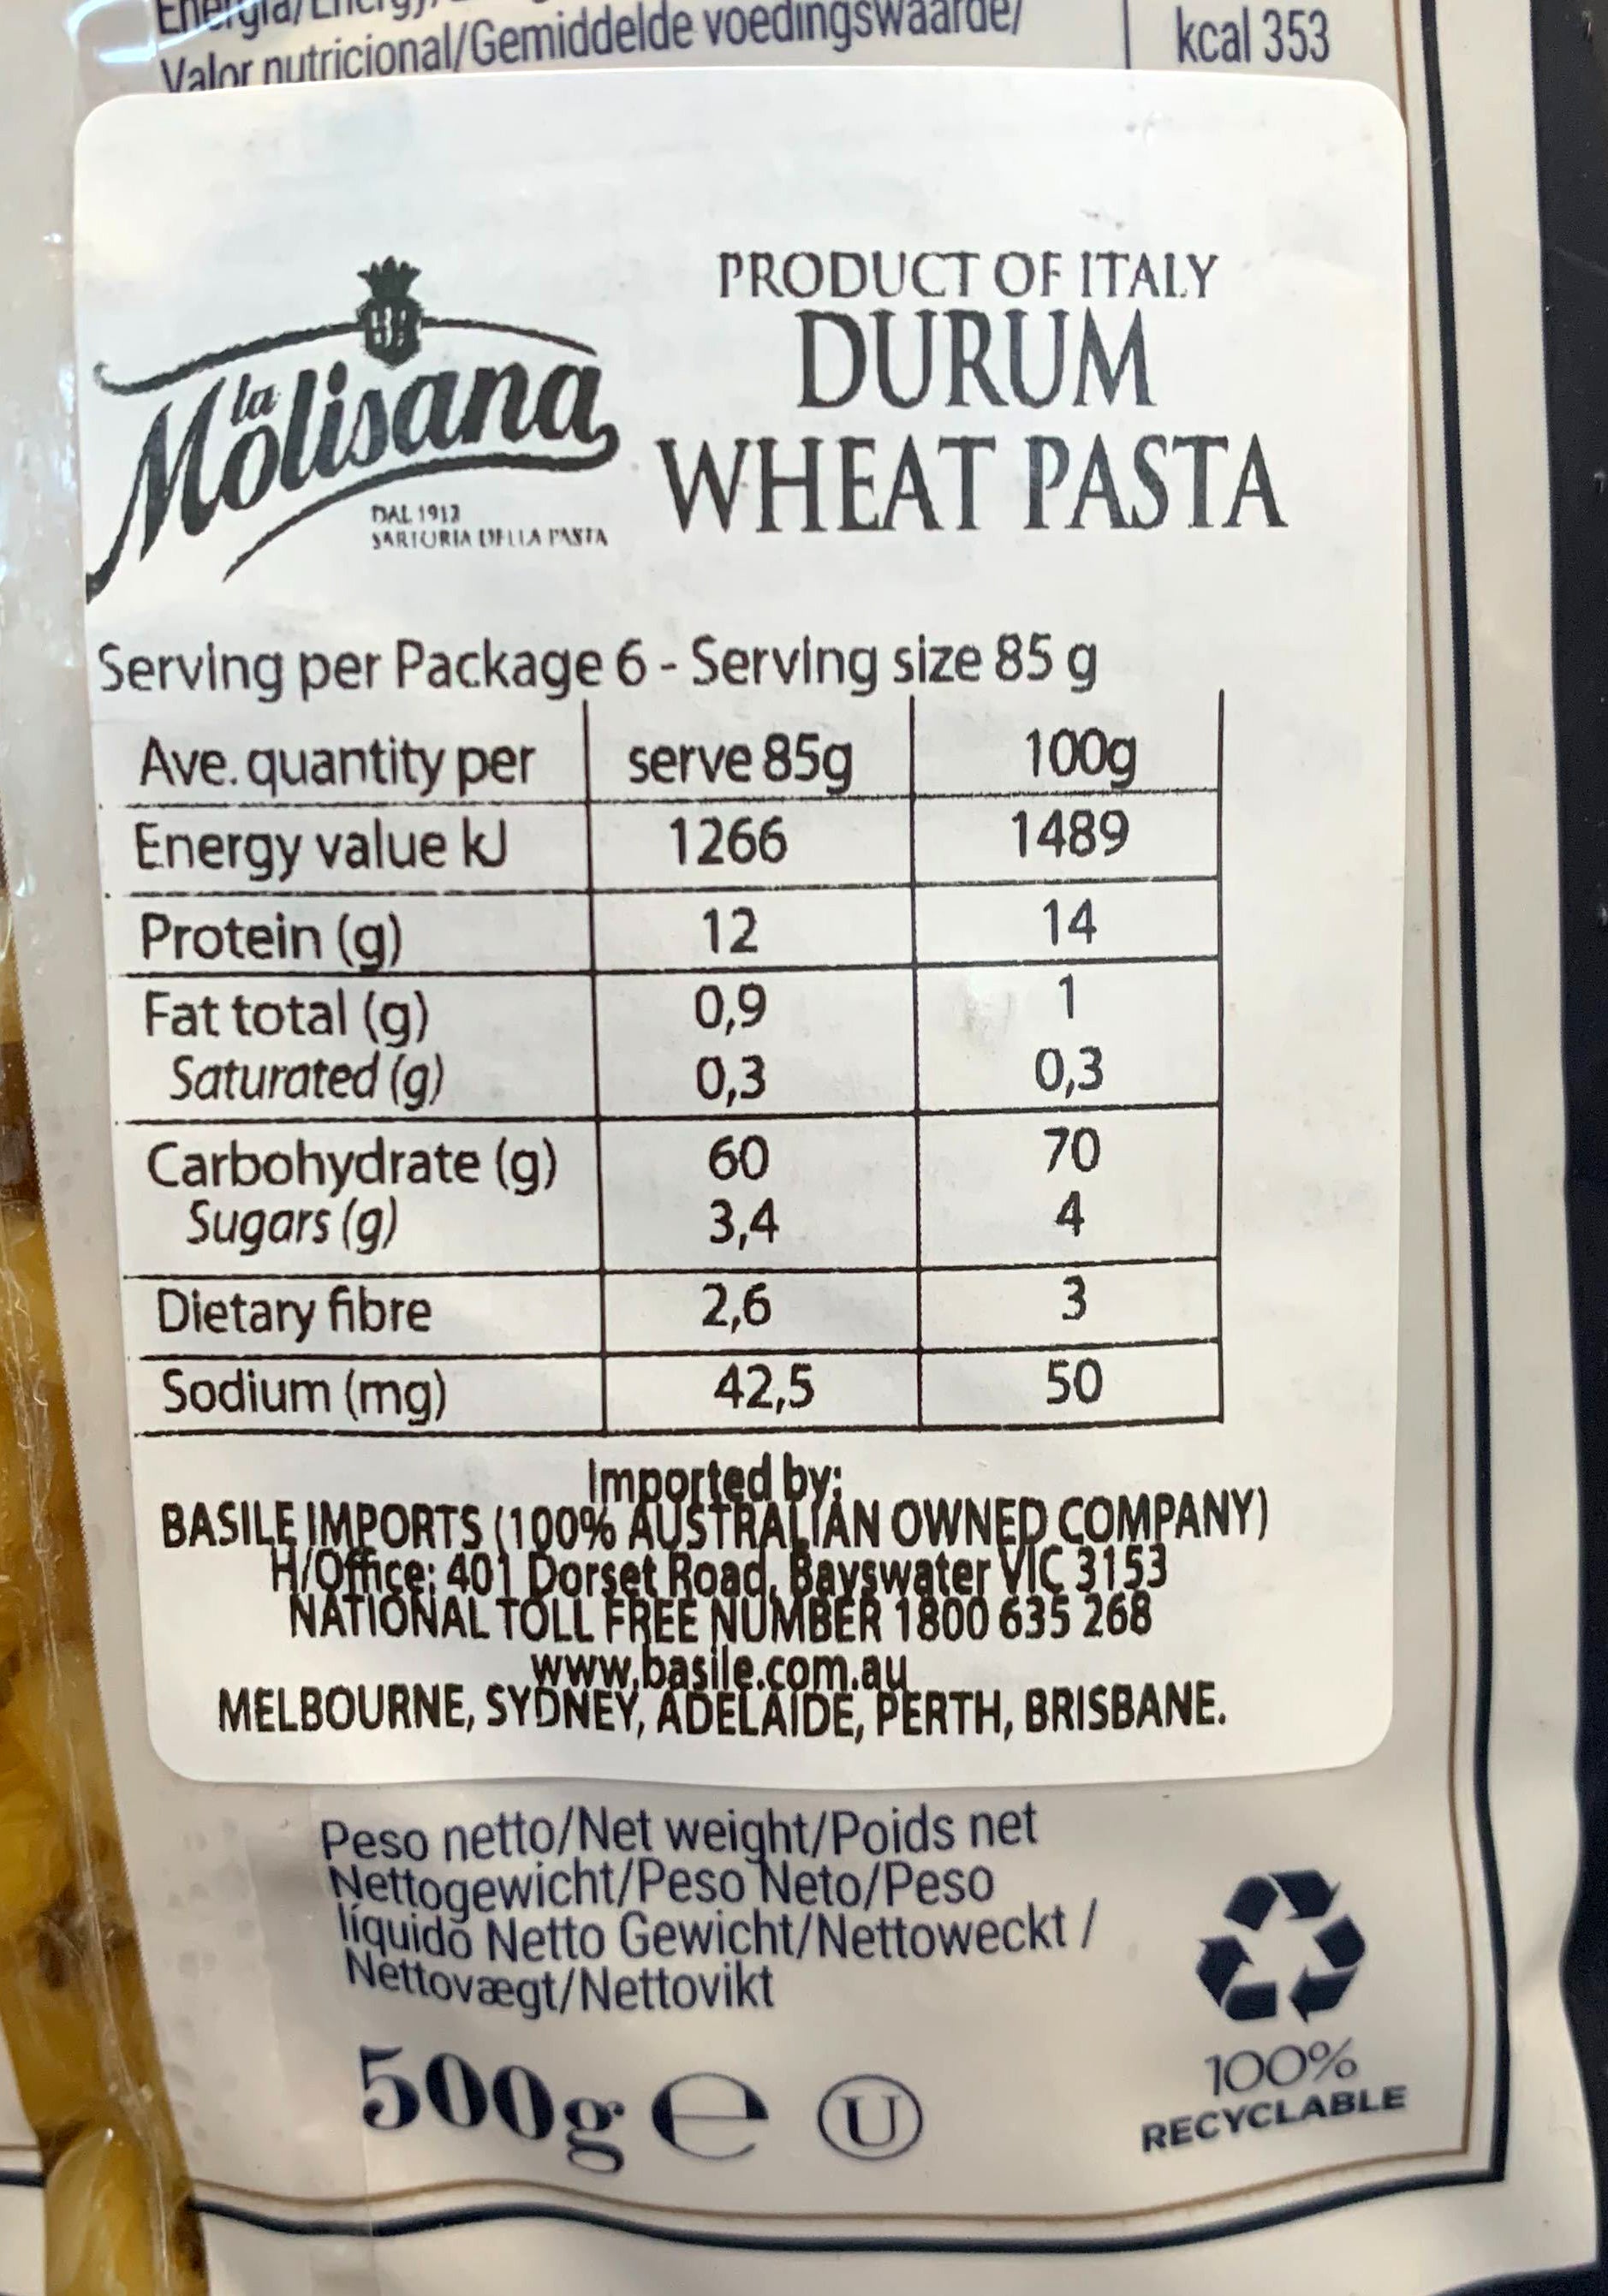 Valor nutricional/Gemiddelde voedingswaarde/
kcal 353
la
Molisana
DAL 1912
SARTORIA DELLA PASTA
PRODUCT OF ITALY
DURUM
WHEAT PASTA
Serving per Package 6 - Serving size 85 g
Ave. quantity per serve 85g 100g
Energy value kJ 1266 1489
Protein (g) 12 14
Fat total (g) 0,9 1
Saturated (g) 0,3 0,3
Carbohydrate (g) 60 70
Sugars (g) 3,4 4
Dietary fibre 2,6 3
Sodium (mg) 42,5 50
Imported by:
BASILE IMPORTS (100% AUSTRALIAN OWNED COMPANY)
H/Office: 401 Dorset Road, Bayswater VIC 3153
NATIONAL TOLL FREE NUMBER 1800 635 268
www.basile.com.au
MELBOURNE, SYDNEY, ADELAIDE, PERTH, BRISBANE.
Peso netto/Net weight/Poids net
Nettogewicht/Peso Neto/Peso
líquido Netto Gewicht/Nettoweckt /
Nettovægt/Nettovikt
500g e U
100%
RECYCLABLE